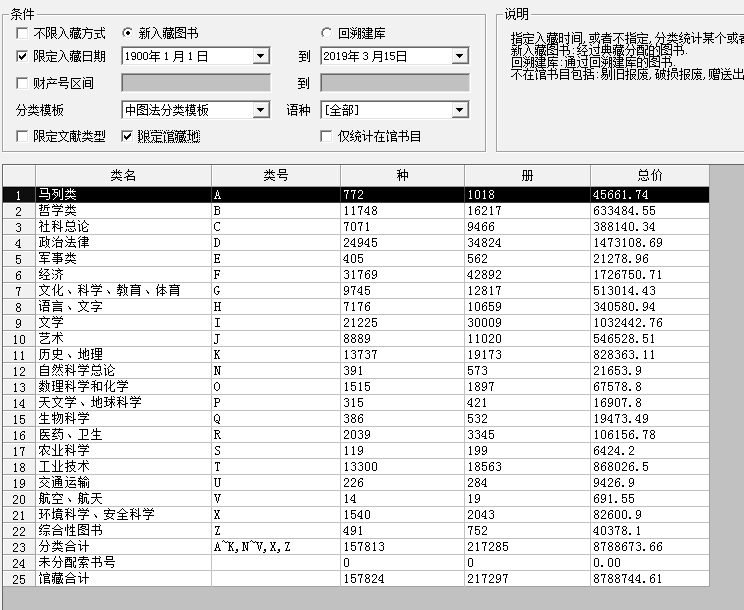 条件
不限入藏方式 新入藏图书 回溯建库
限定入藏日期 1900年 1 月 1 日 到 2019年 3 月15日
财产号区间 到
分类模板 中图法分类模板 语种 [全部]
限定文献类型 限定馆藏地 仅统计在馆书目
说明
指定入藏时间,或者不指定,分类统计某个或者
新入藏图书:经过典藏分配的图书.
回溯建库:通过回溯建库的图书.
不在馆书目包括:剔旧报废,破损报废,赠送出
类名 类号 种 册 总价
1 马列类 A 772 1018 45661.74
2 哲学类 B 11748 16217 633484.55
3 社科总论 C 7071 9466 388140.34
4 政治法律 D 24945 34824 1473108.69
5 军事类 E 405 562 21278.96
6 经济 F 31769 42892 1726750.71
7 文化、科学、教育、体育 G 9745 12817 513014.43
8 语言、文字 H 7176 10659 340580.94
9 文学 I 21225 30009 1032442.76
10 艺术 J 8889 11020 546528.51
11 历史、地理 K 13737 19173 828363.11
12 自然科学总论 N 391 573 21653.9
13 数理科学和化学 O 1515 1897 67578.8
14 天文学、地球科学 P 315 421 16907.8
15 生物科学 Q 386 532 19473.49
16 医药、卫生 R 2039 3345 106156.78
17 农业科学 S 119 199 6424.2
18 工业技术 T 13300 18563 868026.5
19 交通运输 U 226 284 9426.9
20 航空、航天 V 14 19 691.55
21 环境科学、安全科学 X 1540 2043 82600.9
22 综合性图书 Z 491 752 40378.1
23 分类合计 A~K,N~V,X,Z 157813 217285 8788673.66
24 未分配索书号 0 0 0.00
25 馆藏合计 157824 217297 8788744.61